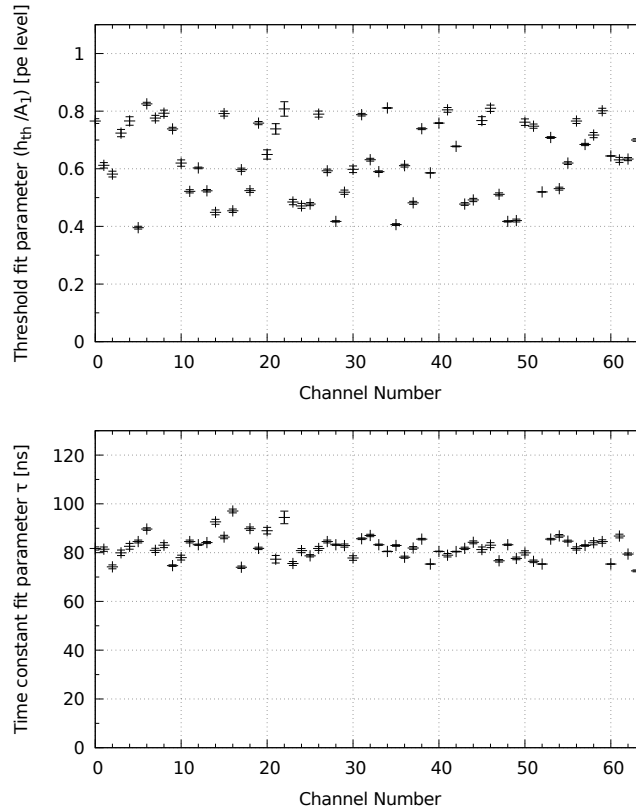 Threshold fit parameter (hth /A1) [pe level]
1
0.8
0.6
0.4
0.2
0
0 10 20 30 40 50 60
Channel Number
Time constant fit parameter τ [ns]
120
100
80
60
40
20
0
0 10 20 30 40 50 60
Channel Number